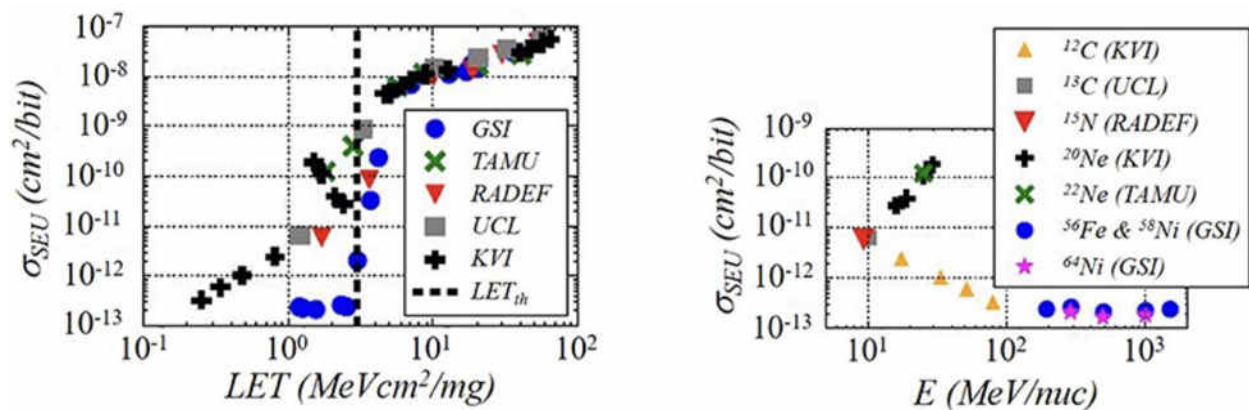 σSEU (cm²/bit)
10⁻⁷
10⁻⁸
10⁻⁹
10⁻¹⁰
10⁻¹¹
10⁻¹²
10⁻¹³
10⁻¹ 10⁰ 10¹ 10²
LET (MeVcm²/mg)
GSI
TAMU
RADEF
UCL
KVI
LETth
σSEU (cm²/bit)
10⁻⁹
10⁻¹⁰
10⁻¹¹
10⁻¹²
10⁻¹³
10¹ 10² 10³
E (MeV/nuc)
¹²C (KVI)
¹³C (UCL)
¹⁵N (RADEF)
²⁰Ne (KVI)
²²Ne (TAMU)
⁵⁶Fe & ⁵⁸Ni (GSI)
⁶⁴Ni (GSI)